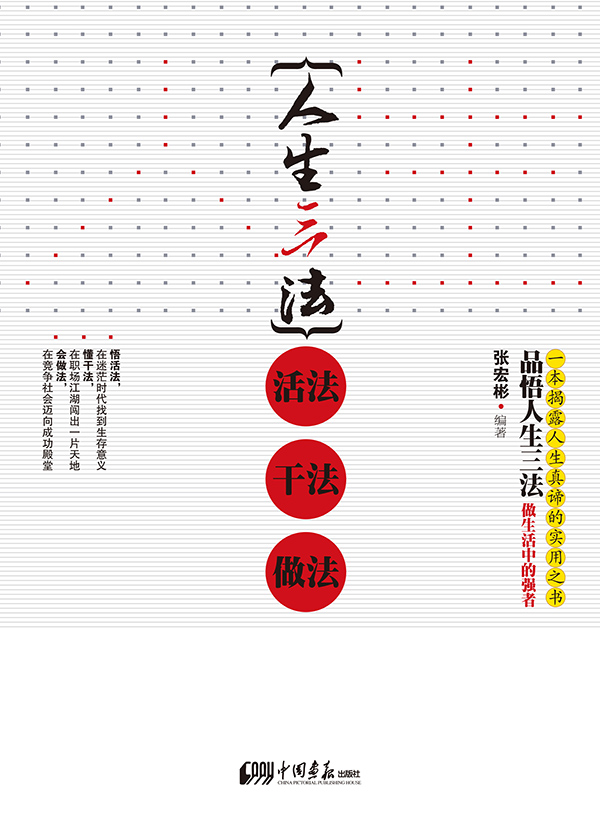 人生三法
活法
干法
做法
一本揭露人生真谛的实用之书
品悟人生三法
做生活中的强者
张宏彬·编著
悟活法，
在迷茫时代找到生存意义
懂干法，
在职场江湖闯出一片天地
会做法，
在竞争社会迈向成功殿堂
中国画报出版社
CHINA PICTORIAL PUBLISHING HOUSE